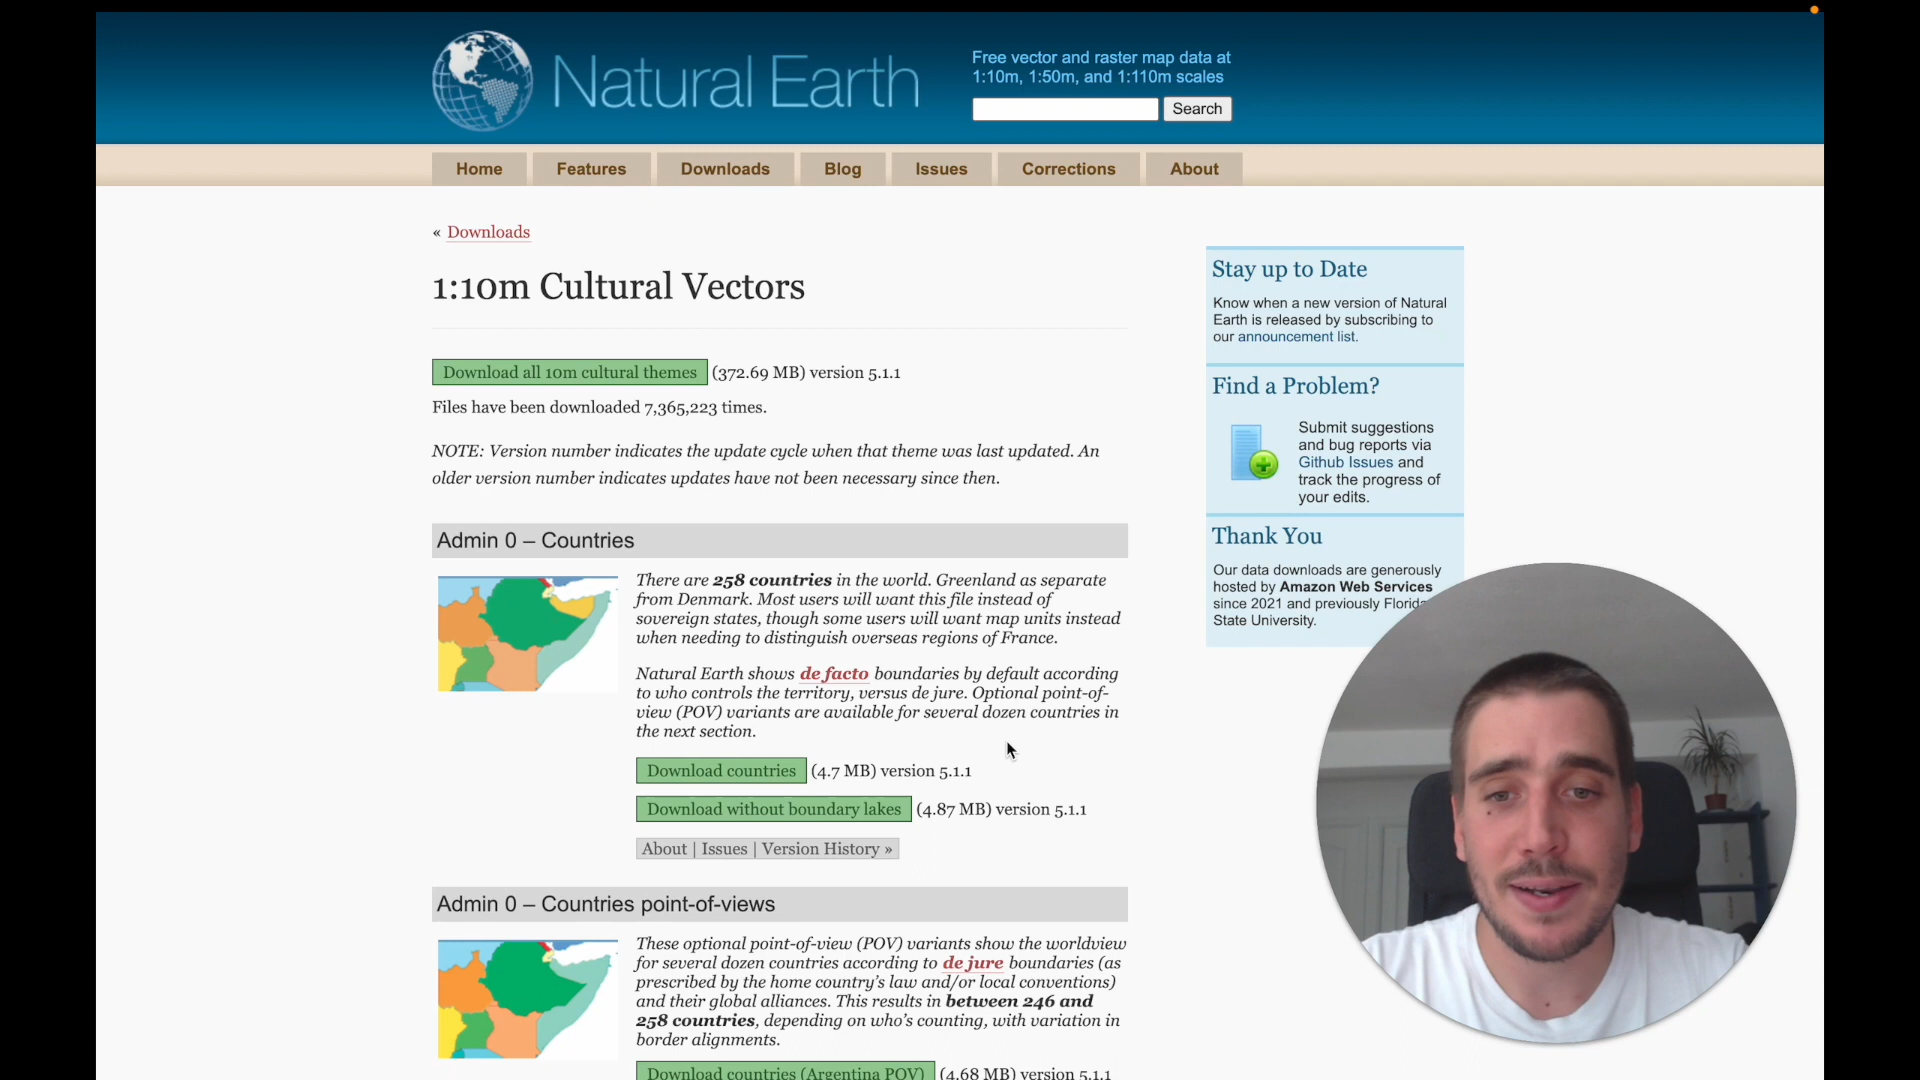 Natural Earth
Free vector and raster map data at
1:10m, 1:50m, and 1:110m scales
Search
Home
Features
Downloads
Blog
Issues
Corrections
About
« Downloads
1:10m Cultural Vectors
Download all 10m cultural themes (372.69 MB) version 5.1.1
Files have been downloaded 7,365,223 times.
NOTE: Version number indicates the update cycle when that theme was last updated. An
older version number indicates updates have not been necessary since then.
Admin 0 – Countries
There are 258 countries in the world. Greenland as separate
from Denmark. Most users will want this file instead of
sovereign states, though some users will want map units instead
when needing to distinguish overseas regions of France.
Natural Earth shows de facto boundaries by default according
to who controls the territory, versus de jure. Optional point-of-
view (POV) variants are available for several dozen countries in
the next section.
Download countries (4.7 MB) version 5.1.1
Download without boundary lakes (4.87 MB) version 5.1.1
About | Issues | Version History »
Admin 0 – Countries point-of-views
These optional point-of-view (POV) variants show the worldview
for several dozen countries according to de jure boundaries (as
prescribed by the home country's law and/or local conventions)
and their global alliances. This results in between 246 and
258 countries, depending on who's counting, with variation in
border alignments.
Download countries (Argentina POV) (4.68 MB) version 5.1.1
Stay up to Date
Know when a new version of Natural
Earth is released by subscribing to
our announcement list.
Find a Problem?
Submit suggestions
and bug reports via
Github Issues and
track the progress of
your edits.
Thank You
Our data downloads are generously
hosted by Amazon Web Services
since 2021 and previously Florida
State University.